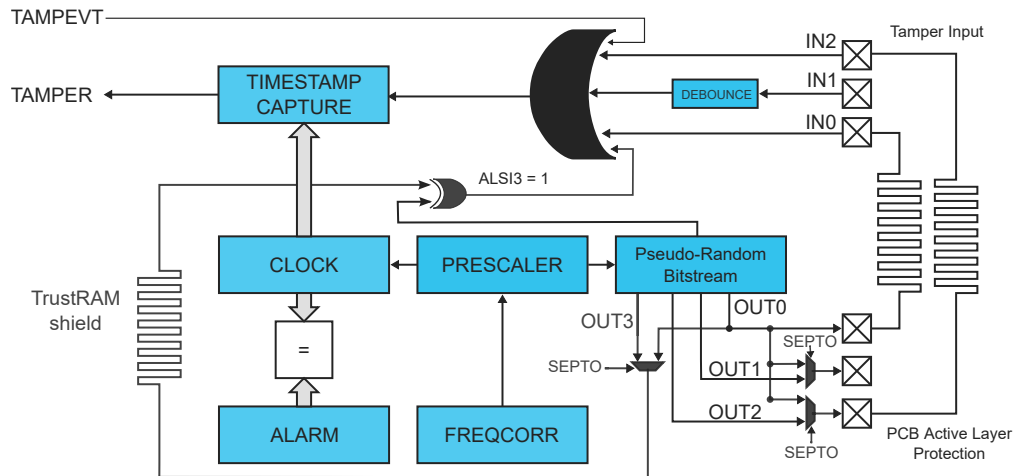 TAMPEVT
Tamper Input
IN2
TIMESTAMP
CAPTURE
TAMPER
DEBOUNCE
IN1
IN0
ALSI3 = 1
CLOCK
PRESCALER
Pseudo-Random
Bitstream
TrustRAM
shield
OUT3
OUT0
SEPTO
=
SEPTO
OUT1
OUT2
ALARM
FREQCORR
SEPTO
PCB Active Layer
Protection